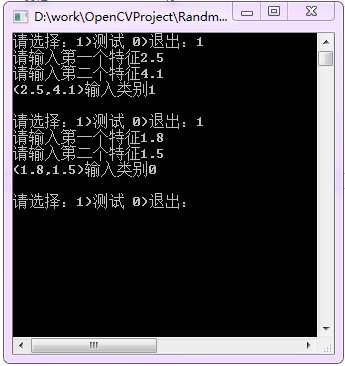 D:\work\OpenCVProject\Randm...
请选择：1>测试 0>退出：1
请输入第一个特征2.5
请输入第二个特征4.1
(2.5,4.1)输入类别1
请选择：1>测试 0>退出：1
请输入第一个特征1.8
请输入第二个特征1.5
(1.8,1.5)输入类别0
请选择：1>测试 0>退出：